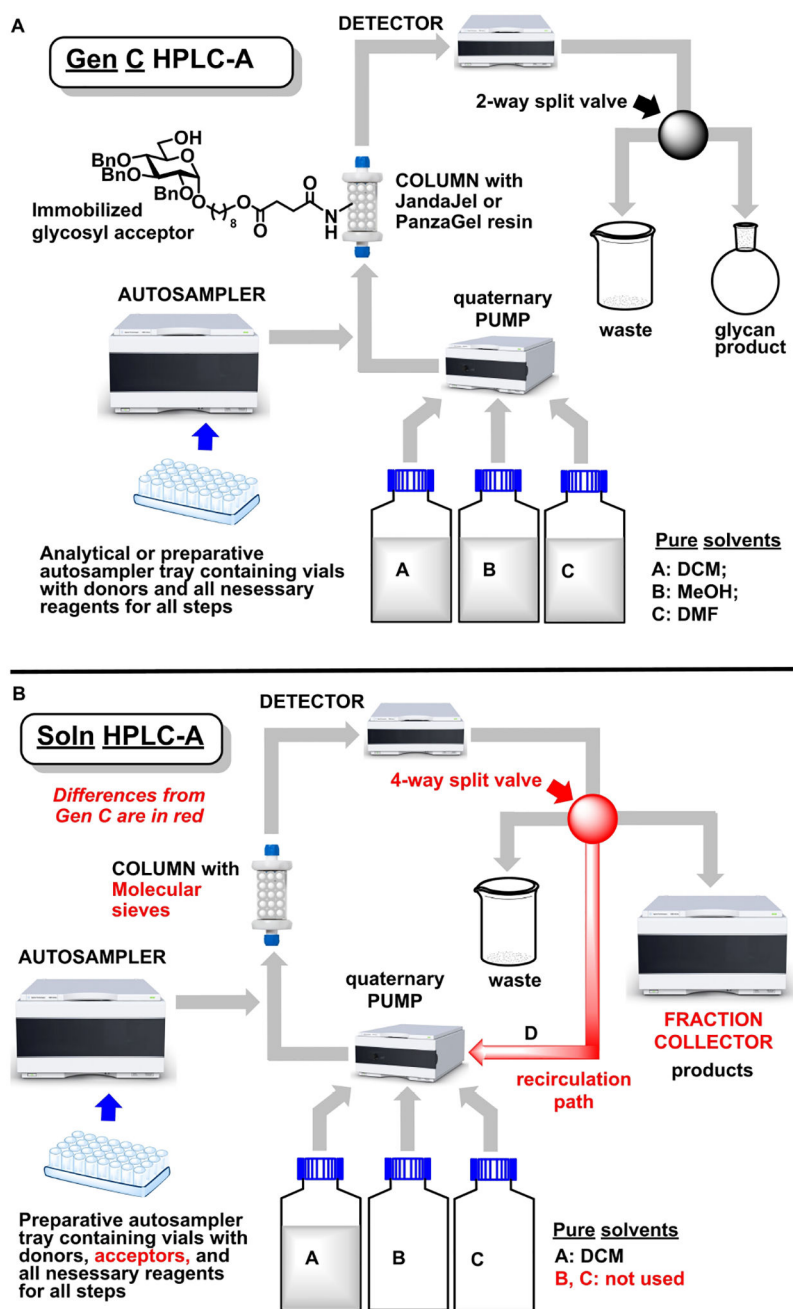 A
Gen C HPLC-A
DETECTOR
2-way split valve
OH
BnO
BnO
BnO
O
O
O
O
O
8
N
H
Immobilized
glycosyl acceptor
COLUMN with
JandaJel or
PanzaGel resin
waste
glycan
product
AUTOSAMPLER
quaternary
PUMP
Analytical or preparative
autosampler tray containing vials
with donors and all nesessary
reagents for all steps
A
B
C
Pure solvents
A: DCM;
B: MeOH;
C: DMF
B
Soln HPLC-A
Differences from
Gen C are in red
DETECTOR
4-way split valve
COLUMN with
Molecular
sieves
waste
AUTOSAMPLER
quaternary
PUMP
D
recirculation
path
FRACTION
COLLECTOR
products
Preparative autosampler
tray containing vials with
donors, acceptors, and
all nesessary reagents
for all steps
A
B
C
Pure solvents
A: DCM
B, C: not used